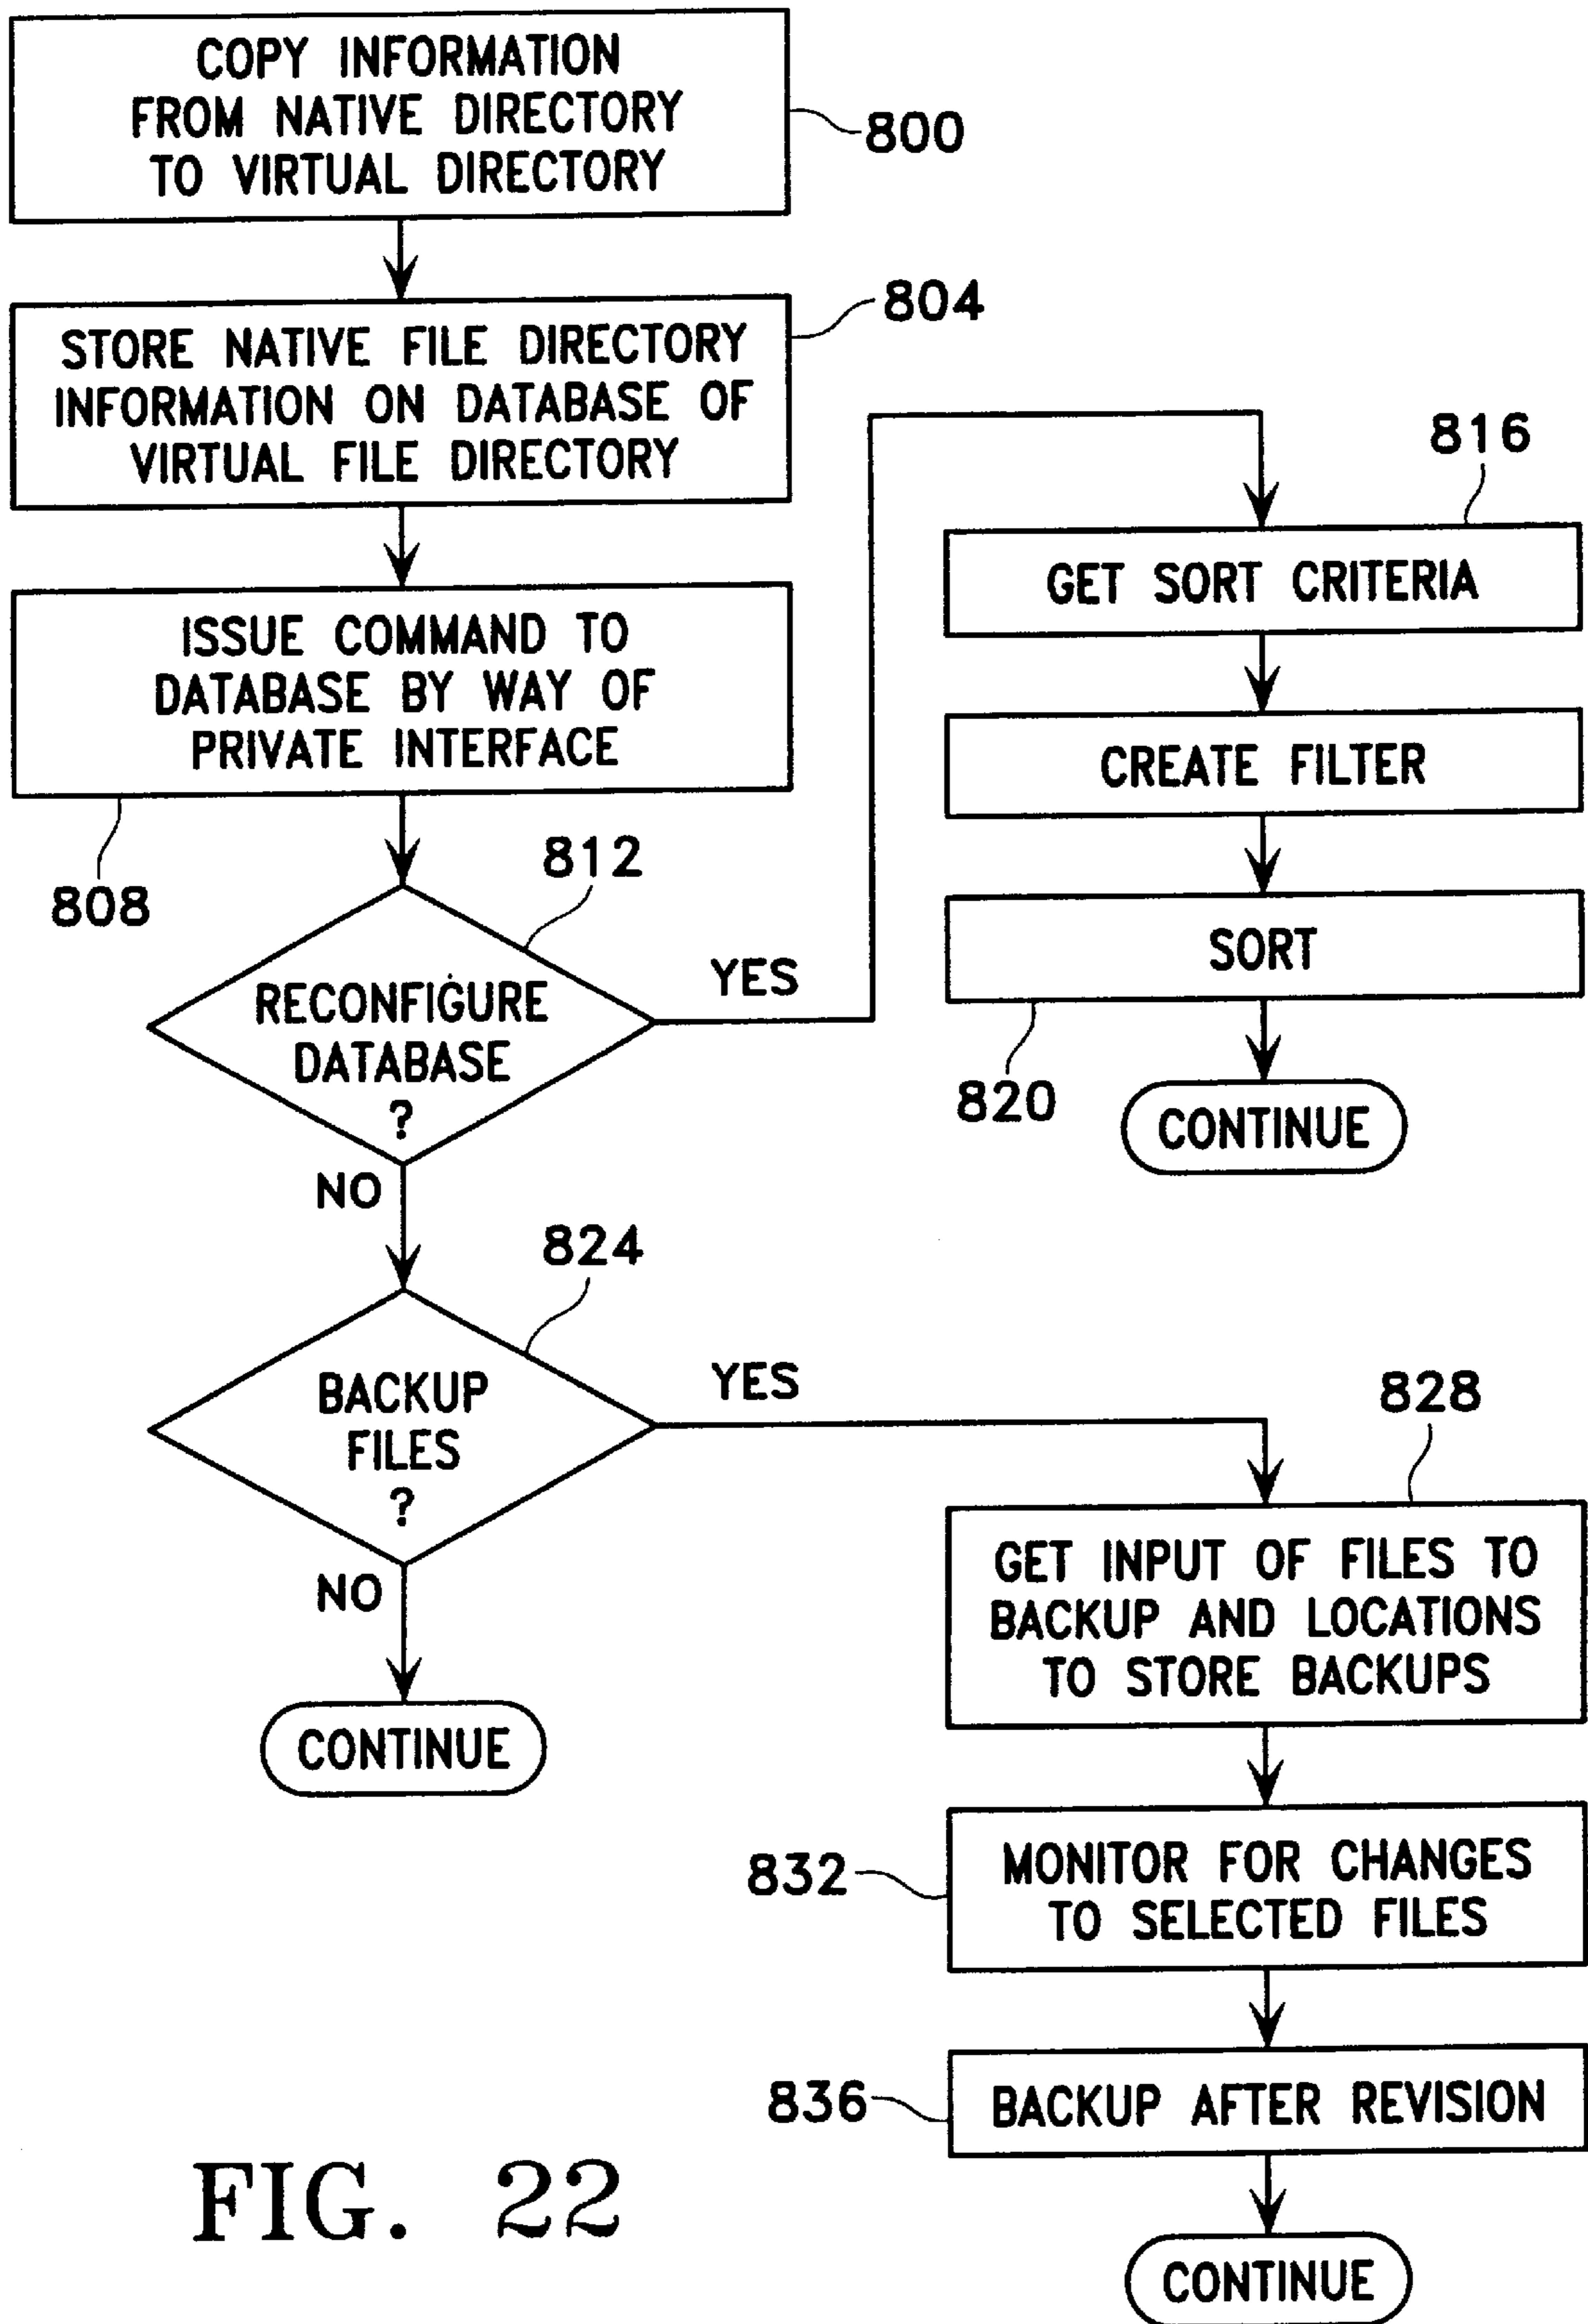 COPY INFORMATION
FROM NATIVE DIRECTORY
TO VIRTUAL DIRECTORY
800
STORE NATIVE FILE DIRECTORY
INFORMATION ON DATABASE OF
VIRTUAL FILE DIRECTORY
804
ISSUE COMMAND TO
DATABASE BY WAY OF
PRIVATE INTERFACE
808
812
RECONFIGURE
DATABASE
?
YES
NO
816
GET SORT CRITERIA
CREATE FILTER
SORT
820
CONTINUE
824
BACKUP
FILES
?
YES
NO
CONTINUE
828
GET INPUT OF FILES TO
BACKUP AND LOCATIONS
TO STORE BACKUPS
832
MONITOR FOR CHANGES
TO SELECTED FILES
836
BACKUP AFTER REVISION
CONTINUE
FIG. 22